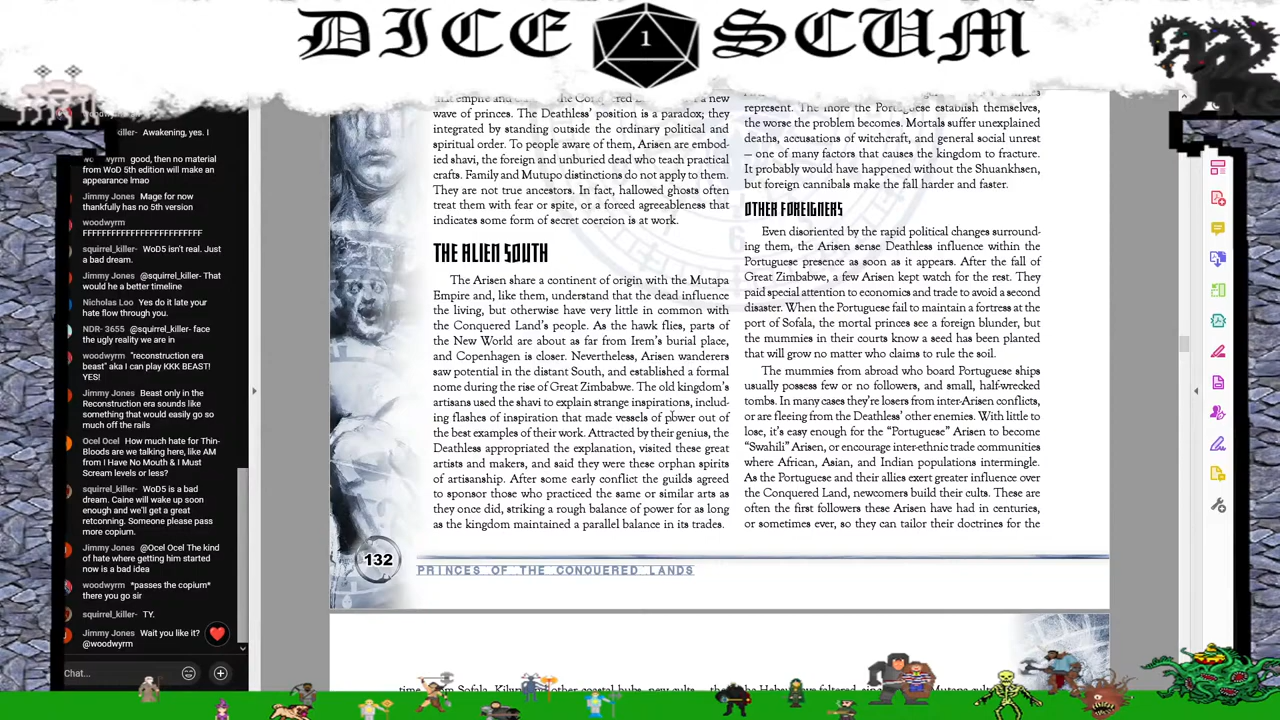 DICE 1 SCUM
killer- Awakening, yes. I
woodwyrm good, then no material
from WoD 5th edition will make an
appearance lmao
Jimmy Jones Mage for now
thankfully has no 5th version
woodwyrm
FFFFFFFFFFFFFFFFFFFFFFFFF
squirrel_killer- WoD5 isn't real. Just
a bad dream.
Jimmy Jones @squirrel_killer- That
would he a better timeline
Nicholas Loo Yes do it late your
hate flow through you.
NDR- 3655 @squirrel_killer- face
the ugly reality we are in
woodwyrm "reconstruction era
beast" aka I can play KKK BEAST!
YES!
Jimmy Jones Beast only in the
Reconstruction era sounds like
something that would easily go so
much off the rails
Ocel Ocel How much hate for Thin-
Bloods are we talking here, like AM
from I Have No Mouth & I Must
Scream levels or less?
squirrel_killer- WoD5 is a bad
dream. Caine will wake up soon
enough and we'll get a great
retconning. Someone please pass
more copium.
Jimmy Jones @Ocel Ocel The kind
of hate where getting him started
now is a bad idea
woodwyrm *passes the copium*
there you go sir
squirrel_killer- TY.
Jimmy Jones Wait you like it?
@woodwyrm
Chat...
wave of princes. The Deathless' position is a paradox; they
integrated by standing outside the ordinary political and
spiritual order. To people aware of them, Arisen are embod-
ied shavi, the foreign and unburied dead who teach practical
crafts. Family and Mutupo distinctions do not apply to them.
They are not true ancestors. In fact, hallowed ghosts often
treat them with fear or spite, or a forced agreeableness that
indicates some form of secret coercion is at work.
THE ALIEN SOUTH
The Arisen share a continent of origin with the Mutapa
Empire and, like them, understand that the dead influence
the living, but otherwise have very little in common with
the Conquered Land's people. As the hawk flies, parts of
the New World are about as far from Irem's burial place,
and Copenhagen is closer. Nevertheless, Arisen wanderers
saw potential in the distant South, and established a formal
nome during the rise of Great Zimbabwe. The old kingdom's
artisans used the shavi to explain strange inspirations, includ-
ing flashes of inspiration that made vessels of power out of
the best examples of their work. Attracted by their genius, the
Deathless appropriated the explanation, visited these great
artists and makers, and said they were these orphan spirits
of artisanship. After some early conflict the guilds agreed
to sponsor those who practiced the same or similar arts as
they once did, striking a rough balance of power for as long
as the kingdom maintained a parallel balance in its trades.
represent. The more the Portuguese establish themselves,
the worse the problem becomes. Mortals suffer unexplained
deaths, accusations of witchcraft, and general social unrest
— one of many factors that causes the kingdom to fracture.
It probably would have happened without the Shuankhsen,
but foreign cannibals make the fall harder and faster.
OTHER FOREIGNERS
Even disoriented by the rapid political changes surround-
ing them, the Arisen sense Deathless influence within the
Portuguese presence as soon as it appears. After the fall of
Great Zimbabwe, a few Arisen kept watch for the rest. They
paid special attention to economics and trade to avoid a second
disaster. When the Portuguese fail to maintain a fortress at the
port of Sofala, the mortal princes see a foreign blunder, but
the mummies in their courts know a seed has been planted
that will grow no matter who claims to rule the soil.
The mummies from abroad who board Portuguese ships
usually possess few or no followers, and small, half-wrecked
tombs. In many cases they're losers from inter-Arisen conflicts,
or are fleeing from the Deathless' other enemies. With little to
lose, it's easy enough for the "Portuguese" Arisen to become
"Swahili" Arisen, or encourage inter-ethnic trade communities
where African, Asian, and Indian populations intermingle.
As the Portuguese and their allies exert greater influence over
the Conquered Land, newcomers build their cults. These are
often the first followers these Arisen have had in centuries,
or sometimes ever, so they can tailor their doctrines for the
132
PRINCES OF THE CONQUERED LANDS